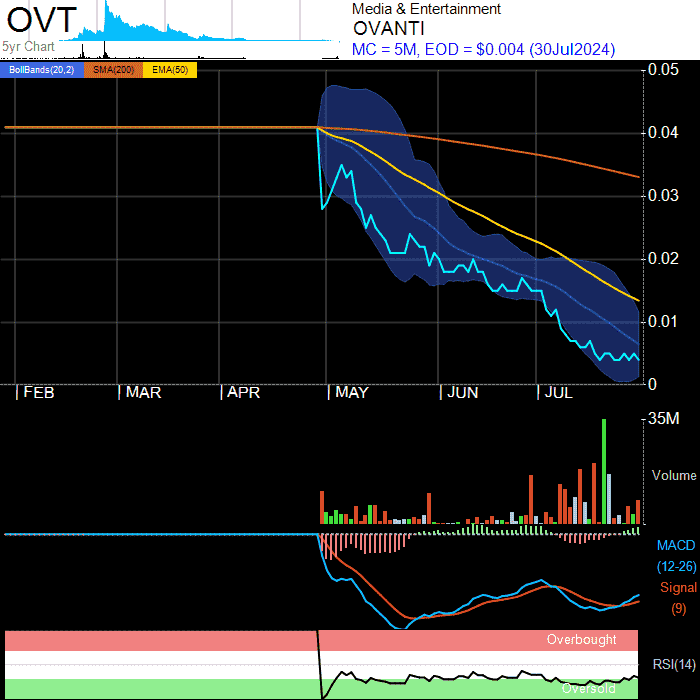 OVT
5yr Chart
Media & Entertainment
OVANTI
MC = 5M, EOD = $0.004 (30Jul2024)
BollBands(20,2) SMA(200) EMA(50)
0.05
0.04
0.03
0.02
0.01
0
FEB MAR APR MAY JUN JUL
35M
Volume
MACD
(12-26)
Signal
(9)
Overbought
RSI(14)
Oversold